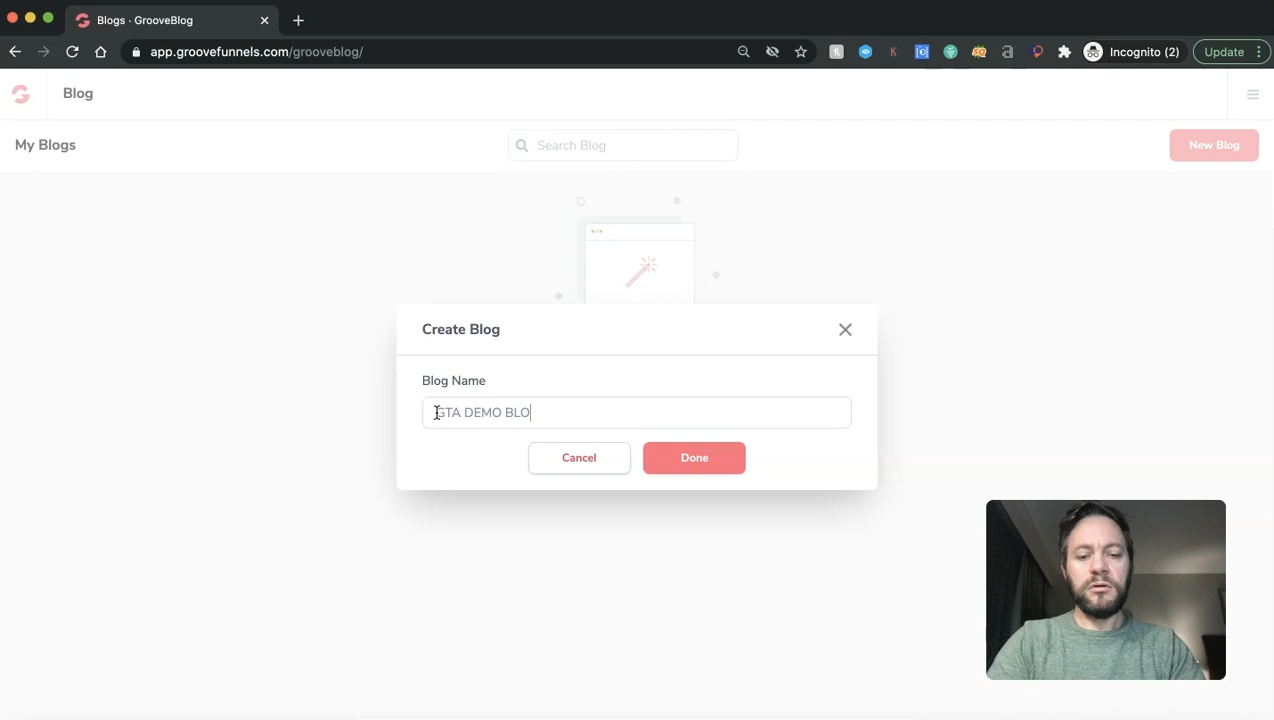 Blogs · GrooveBlog
app.groovefunnels.com/grooveblog/
Incognito (2)
Update
Blog
My Blogs
Search Blog
New Blog
Create Blog
Blog Name
GTA DEMO BLO
Cancel
Done